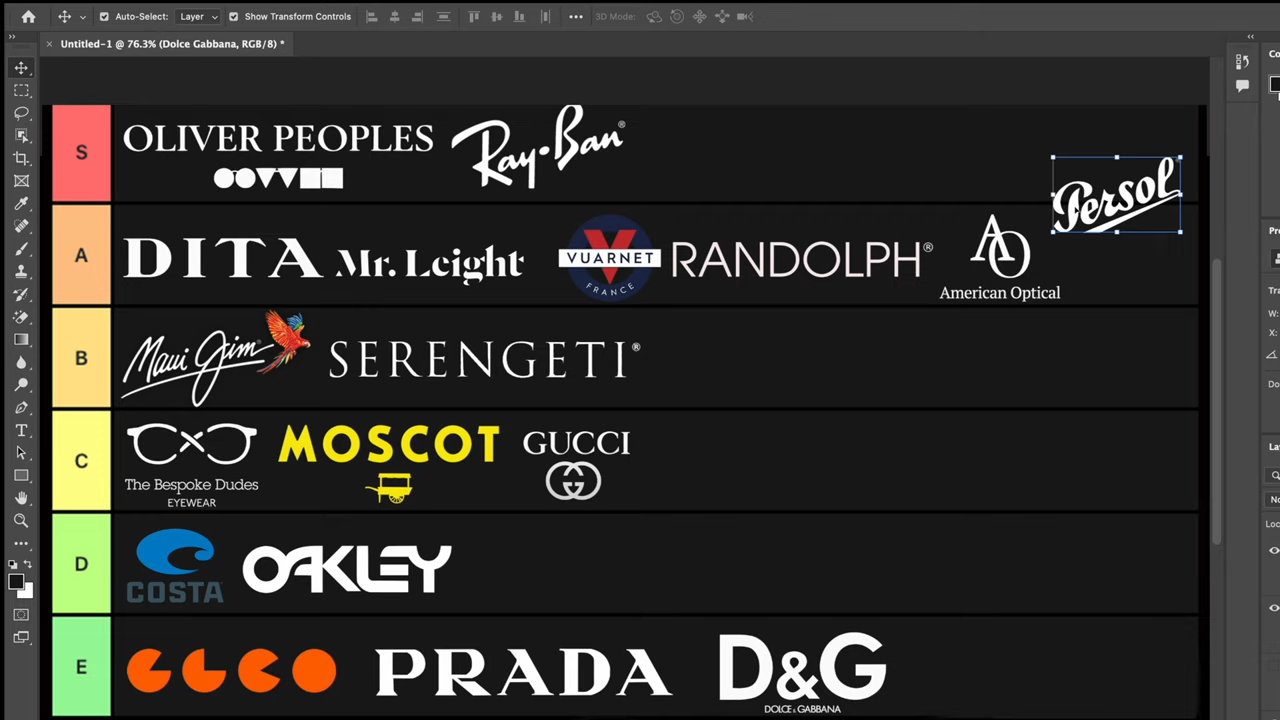 Auto-Select:
Layer
Show Transform Controls
3D Mode:
Untitled-1 @ 76.3% (Dolce Gabbana, RGB/8) *
S
OLIVER PEOPLES
Ray-Ban®
Persol
A
DITA
Mr. Leight
VUARNET
FRANCE
RANDOLPH®
AO
American Optical
B
Maui Jim®
SERENGETI®
C
The Bespoke Dudes
EYEWEAR
MOSCOT
GUCCI
D
COSTA
OAKLEY
E
GLCO
PRADA
D&G
DOLCE & GABBANA
W:
X: